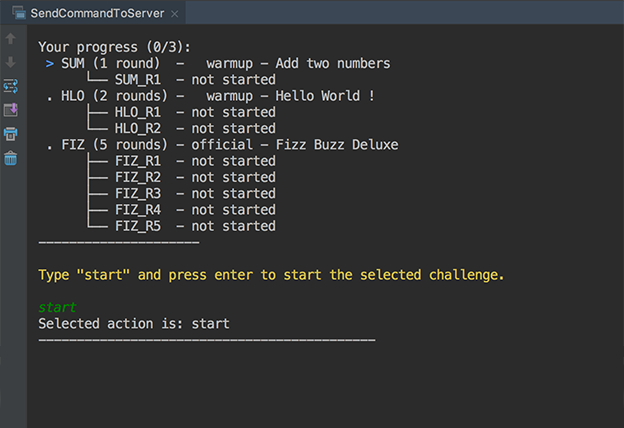 SendCommandToServer
Your progress (0/3):
> SUM (1 round)  -   warmup - Add two numbers
└── SUM_R1  - not started
. HLO (2 rounds) -   warmup - Hello World !
├── HLO_R1  - not started
└── HLO_R2  - not started
. FIZ (5 rounds) - official - Fizz Buzz Deluxe
├── FIZ_R1  - not started
├── FIZ_R2  - not started
├── FIZ_R3  - not started
├── FIZ_R4  - not started
└── FIZ_R5  - not started
---------------------
Type "start" and press enter to start the selected challenge.
start
Selected action is: start
--------------------------------------------